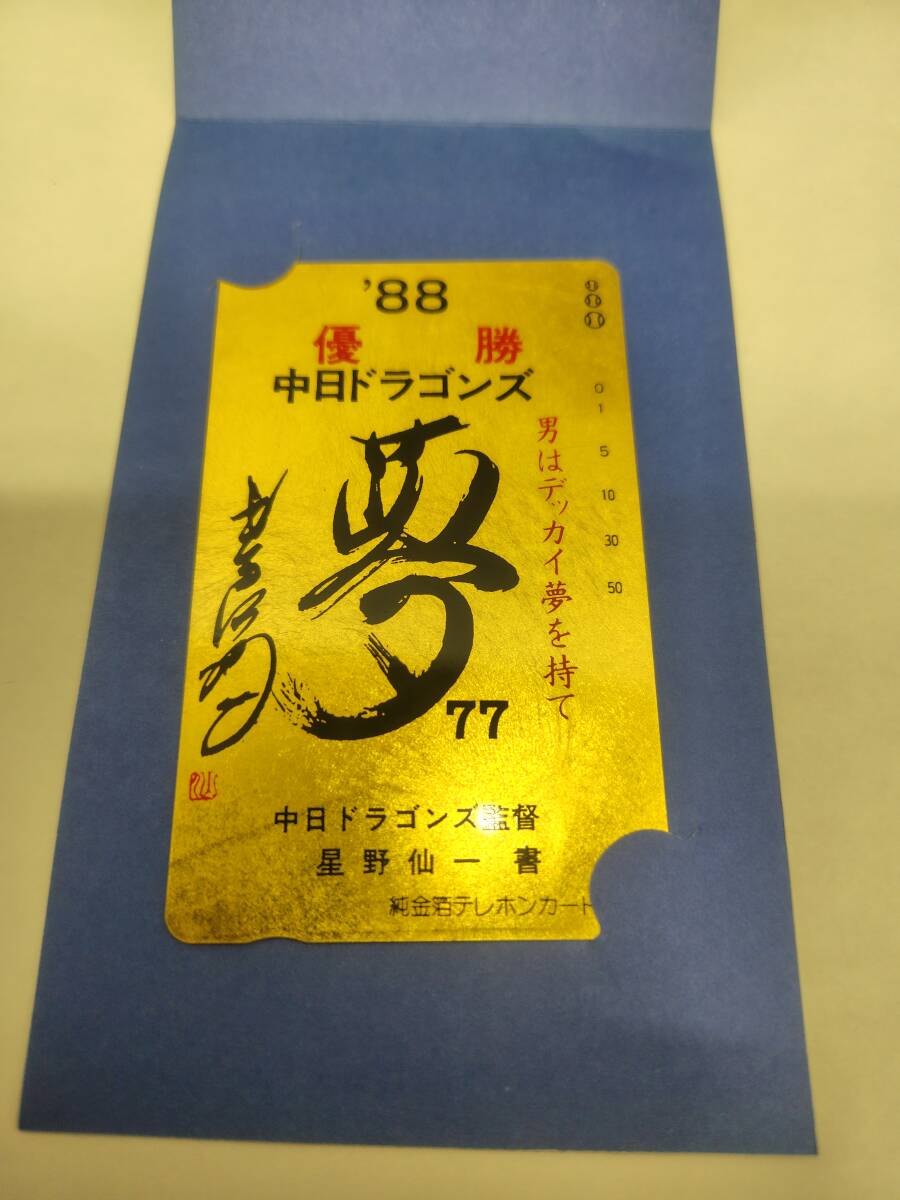 '88
優勝
中日ドラゴンズ
男はデッカイ夢を持て
夢
77
0
1
5
10
30
50
中日ドラゴンズ監督
星野仙一 書
純金箔テレホンカード